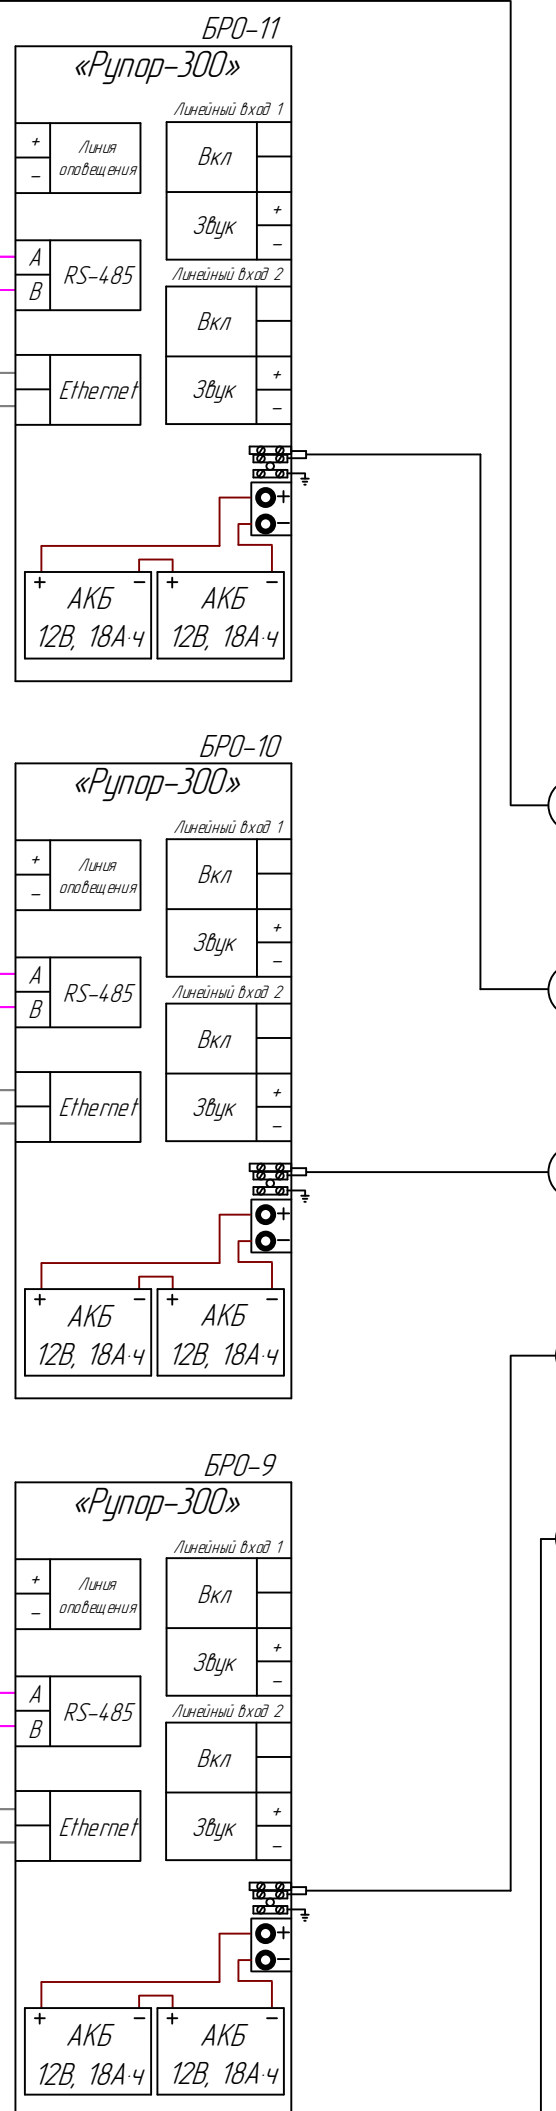 БРО-11
«Рупор-300»
Линейный вход 1
+ Линия Вкл
- оповещения
Звук +
-
A RS-485
B
Линейный вход 2
Вкл
Ethernet Звук +
-
+
-
+ - + -
АКБ АКБ
12В, 18А·ч 12В, 18А·ч
БРО-10
«Рупор-300»
Линейный вход 1
+ Линия Вкл
- оповещения
Звук +
-
A RS-485
B
Линейный вход 2
Вкл
Ethernet Звук +
-
+
-
+ - + -
АКБ АКБ
12В, 18А·ч 12В, 18А·ч
БРО-9
«Рупор-300»
Линейный вход 1
+ Линия Вкл
- оповещения
Звук +
-
A RS-485
B
Линейный вход 2
Вкл
Ethernet Звук +
-
+
-
+ - + -
АКБ АКБ
12В, 18А·ч 12В, 18А·ч